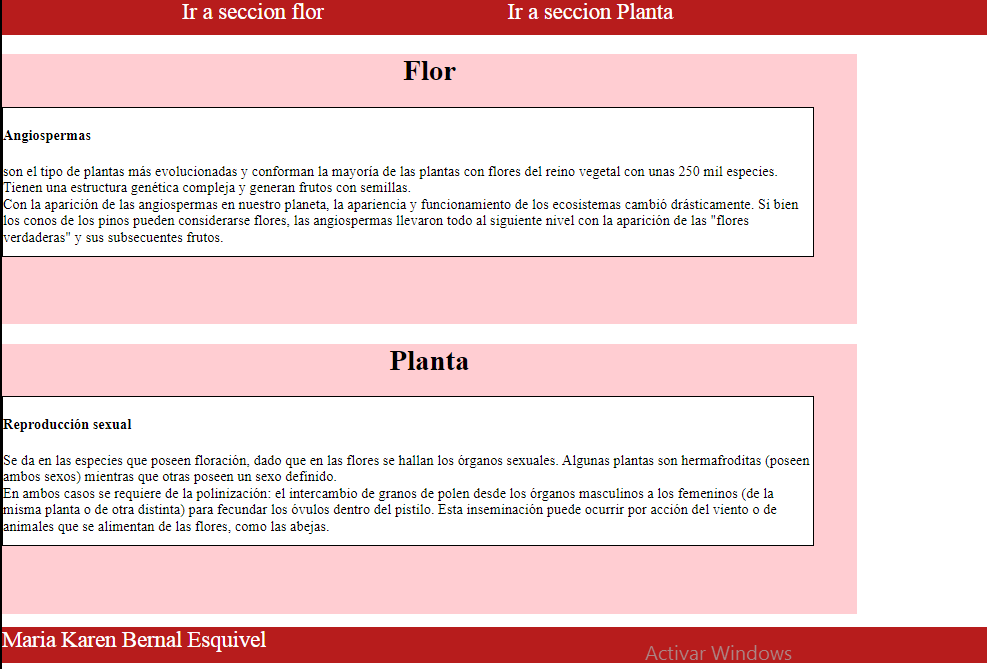 Ir a seccion flor Ir a seccion Planta
Flor
Angiospermas
son el tipo de plantas más evolucionadas y conforman la mayoría de las plantas con flores del reino vegetal con unas 250 mil especies.
Tienen una estructura genética compleja y generan frutos con semillas.
Con la aparición de las angiospermas en nuestro planeta, la apariencia y funcionamiento de los ecosistemas cambió drásticamente. Si bien
los conos de los pinos pueden considerarse flores, las angiospermas llevaron todo al siguiente nivel con la aparición de las "flores
verdaderas" y sus subsecuentes frutos.
Planta
Reproducción sexual
Se da en las especies que poseen floración, dado que en las flores se hallan los órganos sexuales. Algunas plantas son hermafroditas (poseen
ambos sexos) mientras que otras poseen un sexo definido.
En ambos casos se requiere de la polinización: el intercambio de granos de polen desde los órganos masculinos a los femeninos (de la
misma planta o de otra distinta) para fecundar los óvulos dentro del pistilo. Esta inseminación puede ocurrir por acción del viento o de
animales que se alimentan de las flores, como las abejas.
Maria Karen Bernal Esquivel
Activar Windows